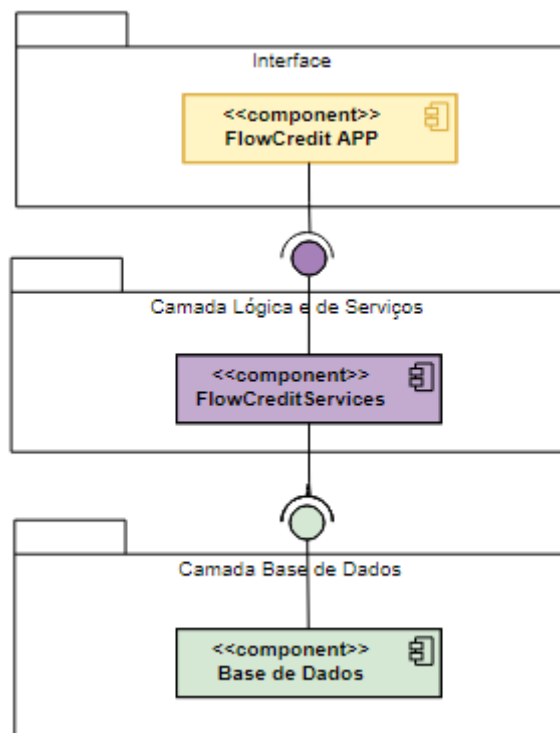 Interface
<<component>>
FlowCredit APP
Camada Lógica e de Serviços
<<component>>
FlowCreditServices
Camada Base de Dados
<<component>>
Base de Dados